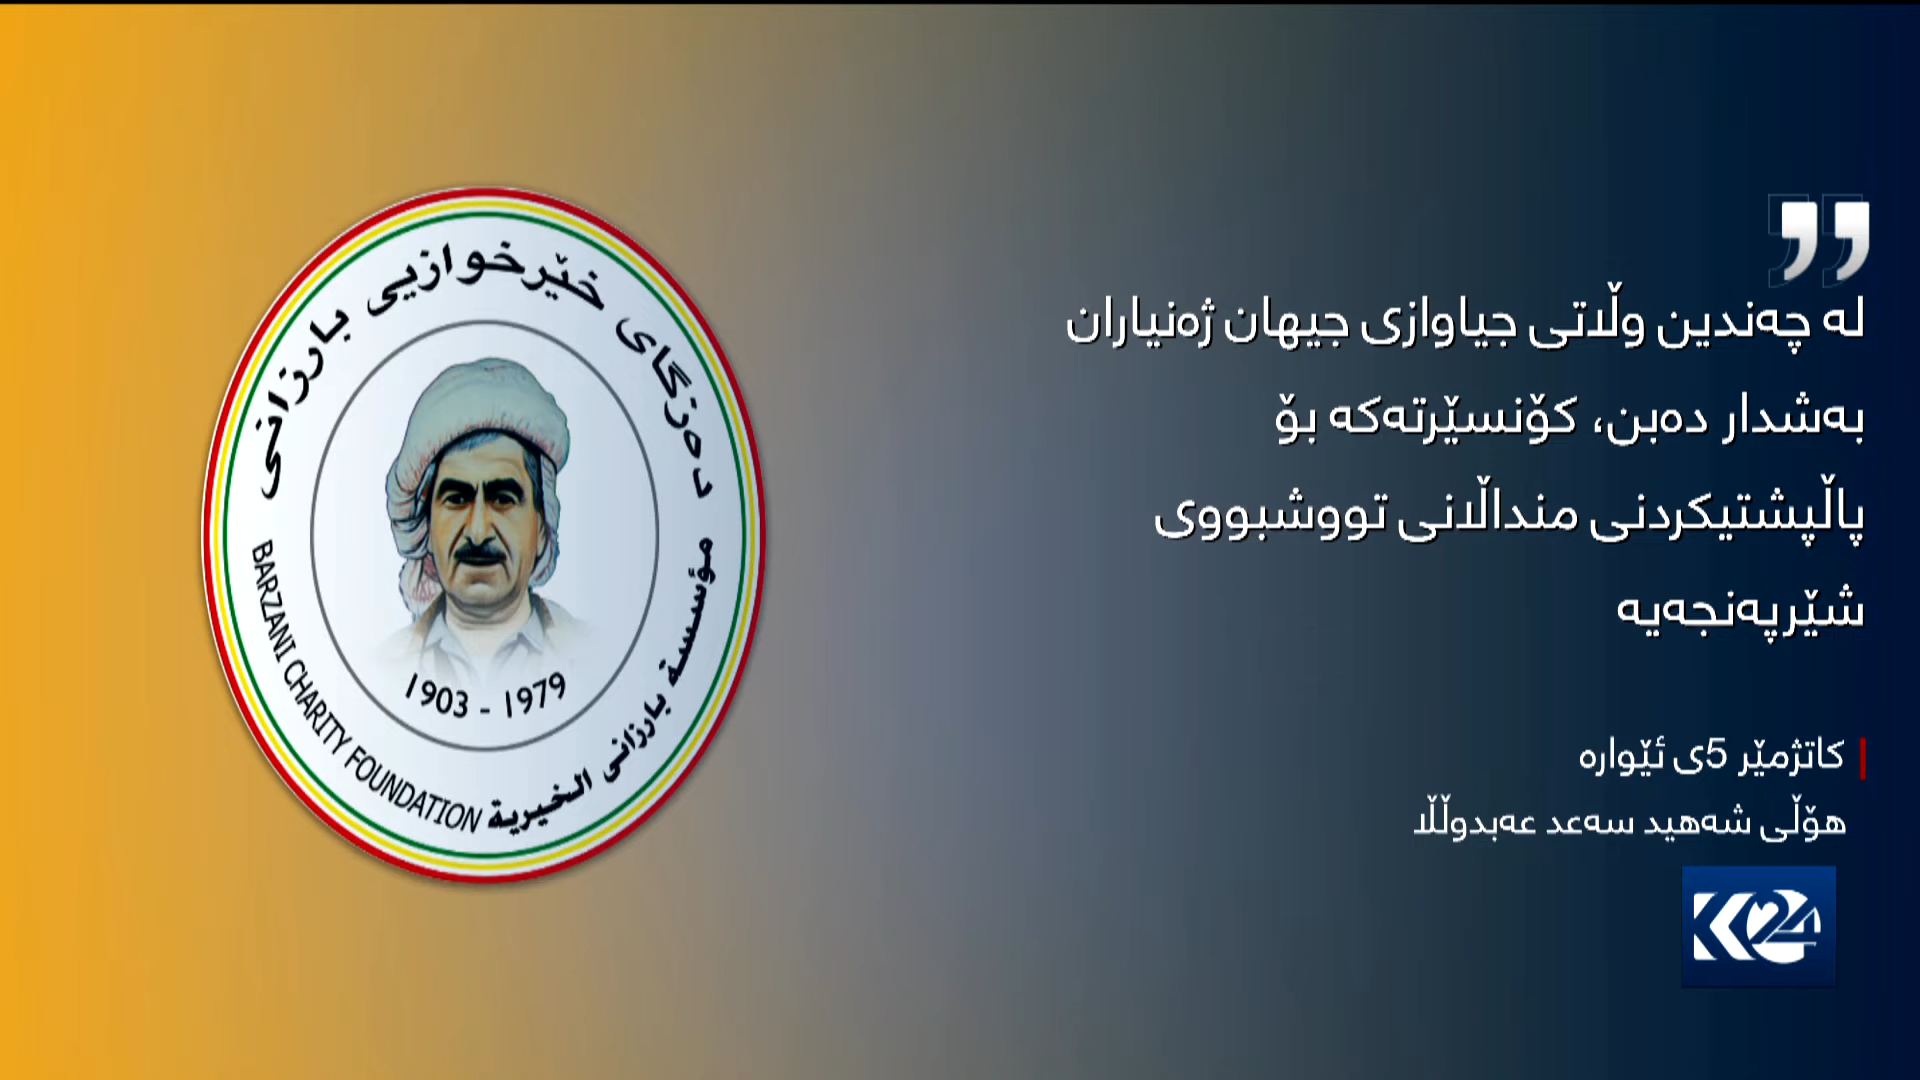 لە چەندین وڵاتی جیاوازی جیهان ژەنیاران
بەشدار دەبن، کۆنسێرتەکە بۆ
پاڵپشتیکردنی منداڵانی تووشبووی
شێرپەنجەیە
کاتژمێر 5ی ئێوارە
هۆڵی شەهید سەعد عەبدوڵڵا
K24
دەزگای خێرخوازیی بارزانی
مؤسسة بارزانی الخيرية
BARZANI CHARITY FOUNDATION
1903 - 1979